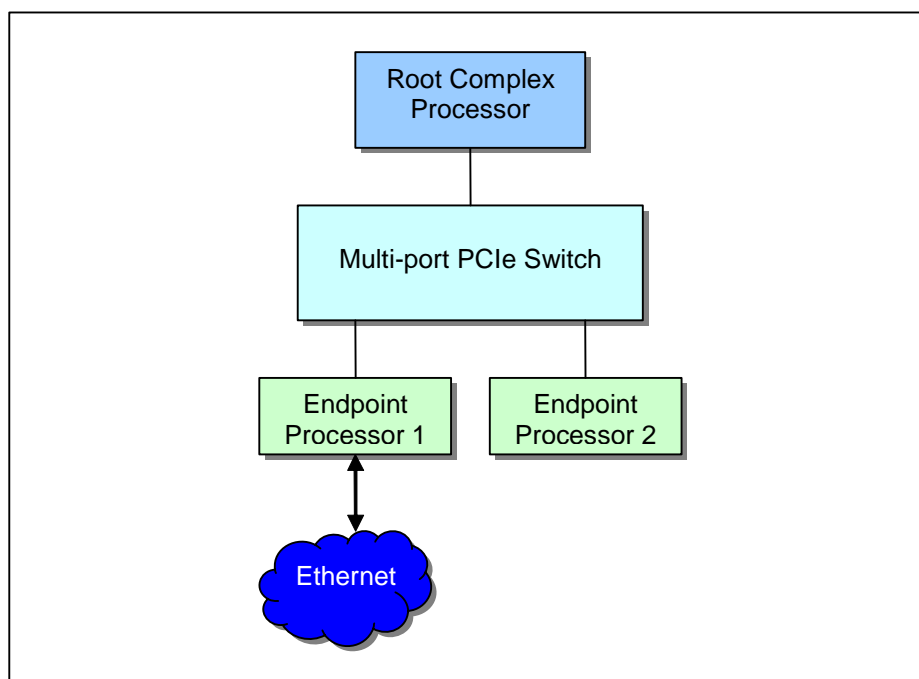 Root Complex
Processor
Multi-port PCIe Switch
Endpoint
Processor 1
Endpoint
Processor 2
Ethernet